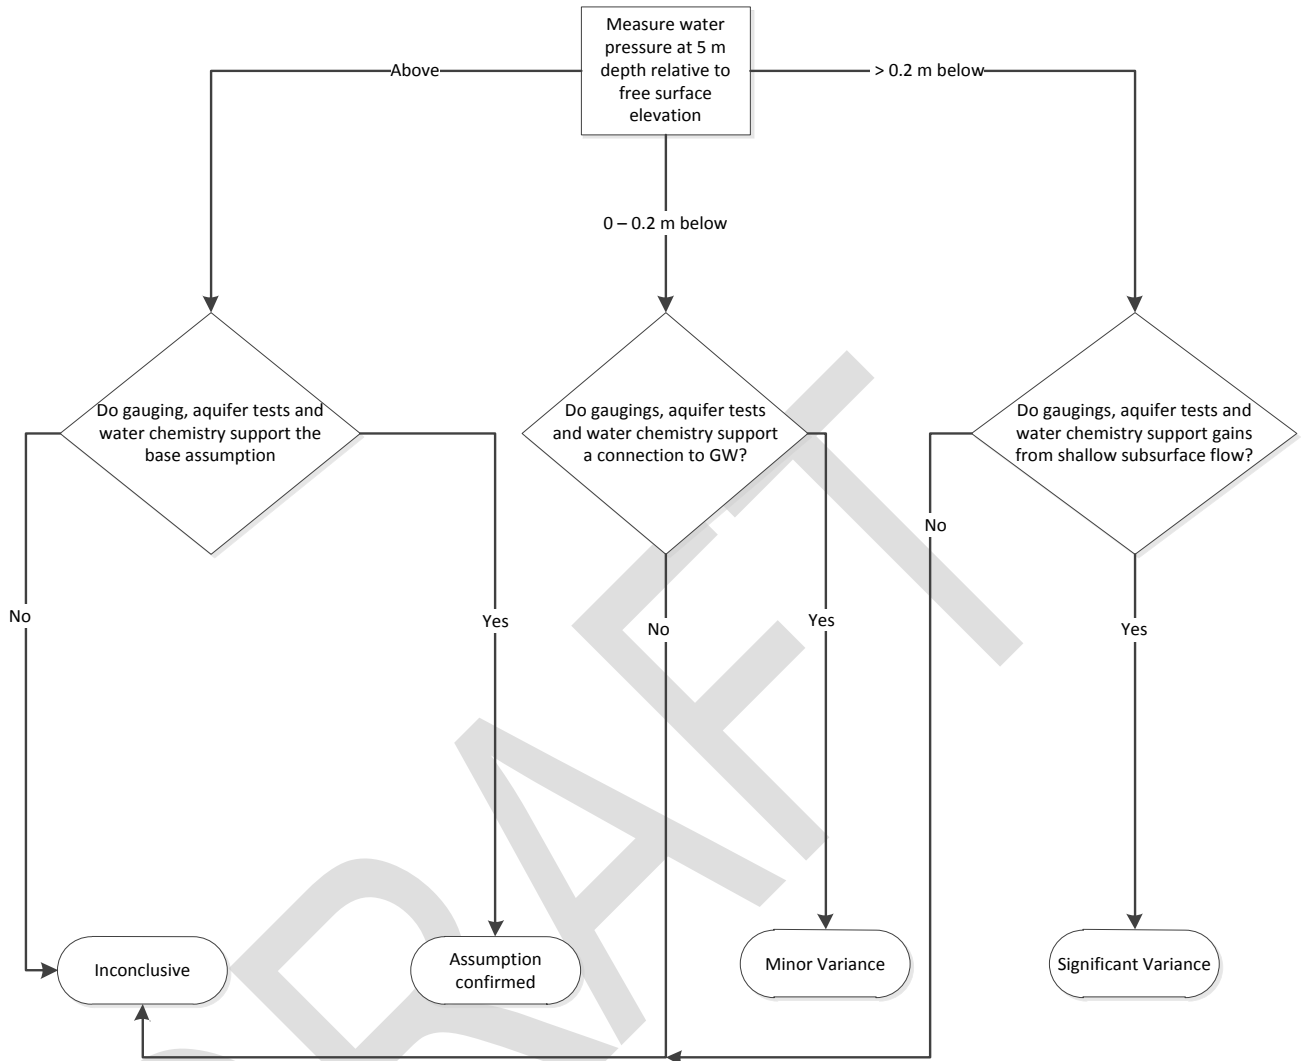 Measure water
pressure at 5 m
depth relative to
free surface
elevation
Above
> 0.2 m below
0 – 0.2 m below
Do gauging, aquifer tests and
water chemistry support the
base assumption
Do gaugings, aquifer tests
and water chemistry support
a connection to GW?
Do gaugings, aquifer tests and
water chemistry support gains
from shallow subsurface flow?
No
No
Yes
No
Yes
Yes
Inconclusive
Assumption
confirmed
Minor Variance
Significant Variance
DRAFT